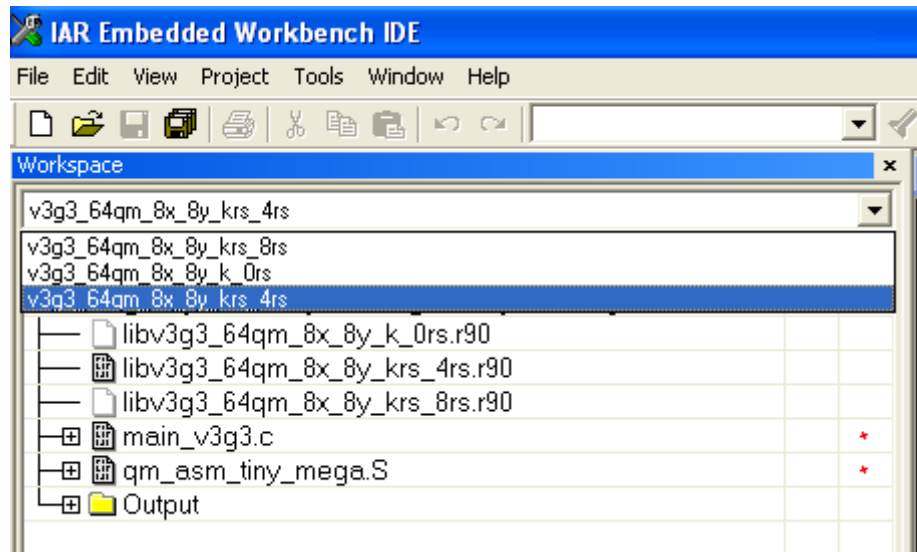 IAR Embedded Workbench IDE
File Edit View Project Tools Window Help
Workspace
v3g3_64qm_8x_8y_krs_4rs
v3g3_64qm_8x_8y_krs_8rs
v3g3_64qm_8x_8y_k_0rs
v3g3_64qm_8x_8y_krs_4rs
libv3g3_64qm_8x_8y_k_0rs.r90
libv3g3_64qm_8x_8y_krs_4rs.r90
libv3g3_64qm_8x_8y_krs_8rs.r90
main_v3g3.c
qm_asm_tiny_mega.S
Output